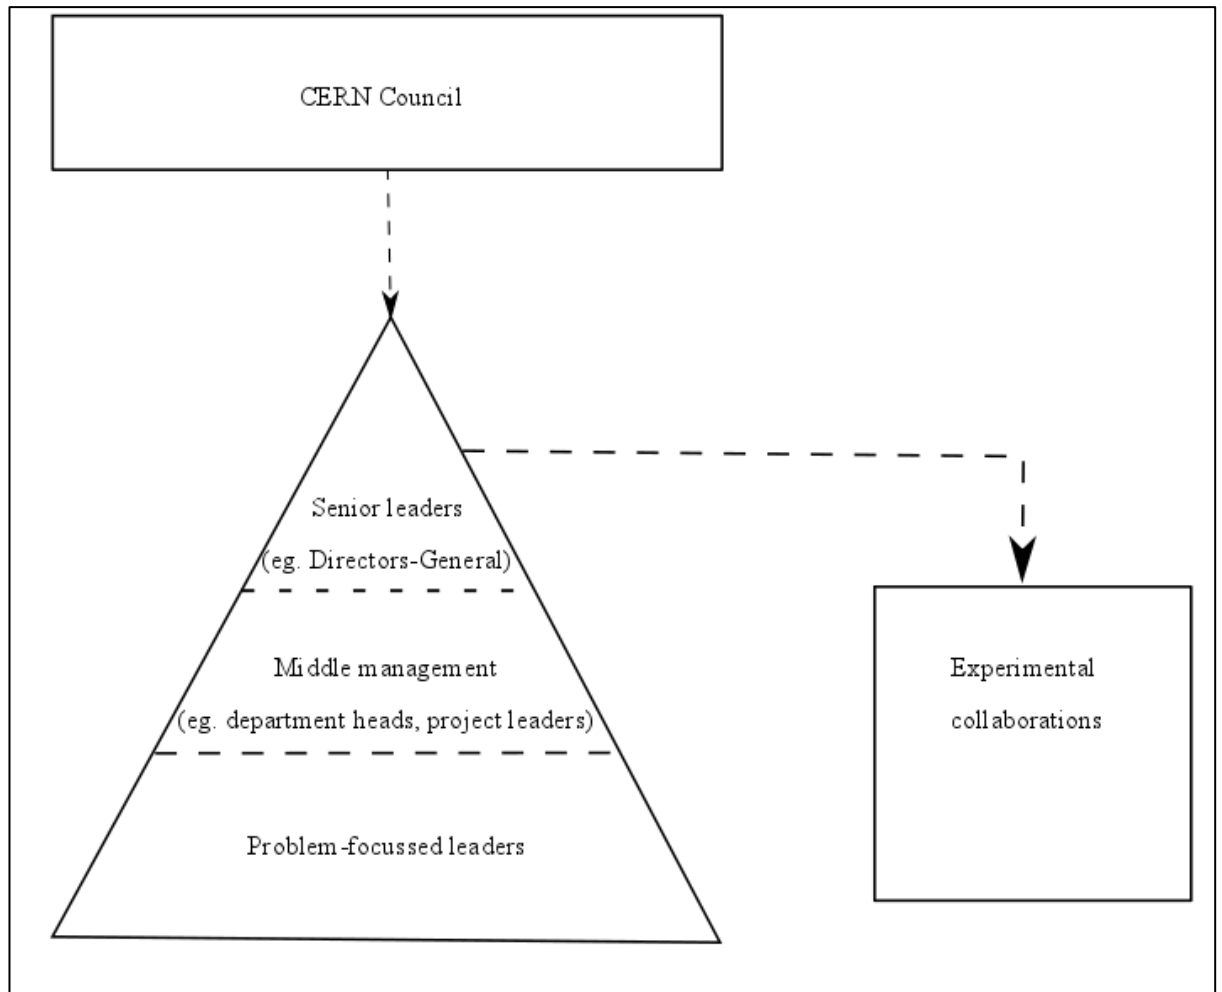 CERN Council
Senior leaders
(eg. Directors-General)
Middle management
(eg. department heads, project leaders)
Problem-focussed leaders
Experimental
collaborations